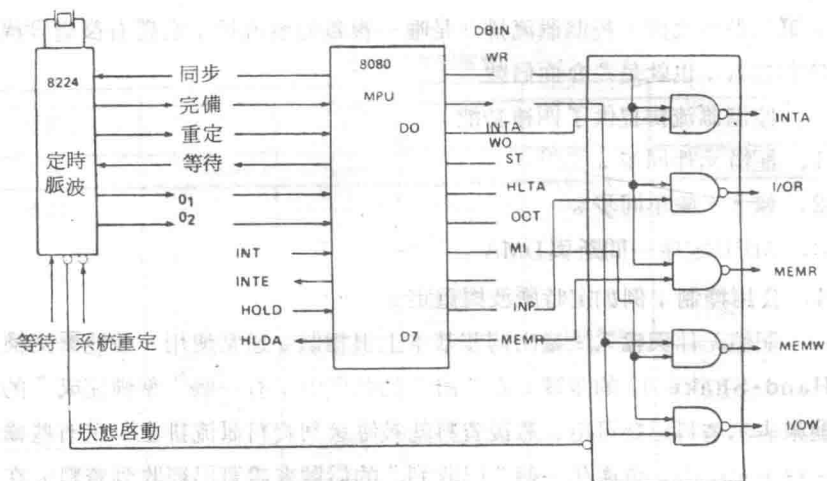 8224
定時
脈波
同步
完備
重定
等待
01
02
INT
INTE
HOLD
HLDA
等待
系統重定
狀態啓動
8080
MPU
DO
D7
DBIN
WR
INTA
WO
ST
HLTA
OCT
MI
INP
MEMR
INTA
I/OR
MEMR
MEMW
I/OW